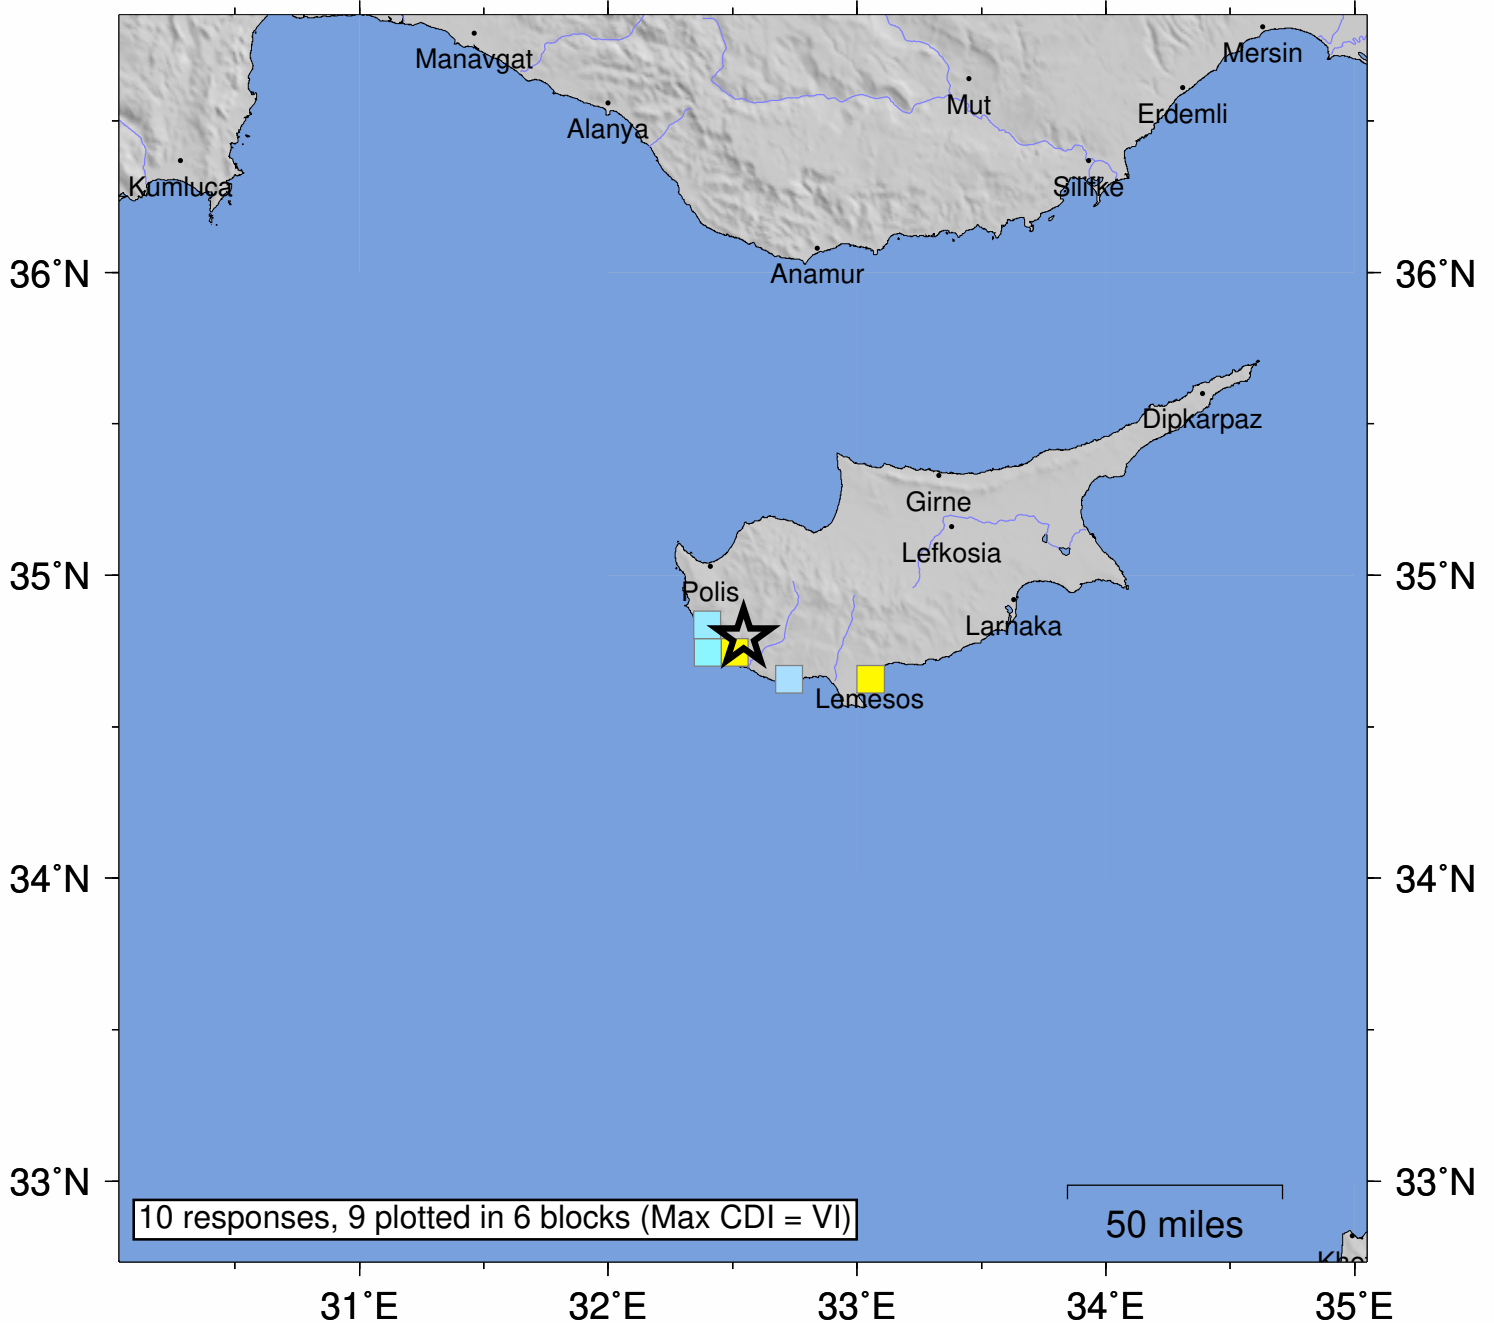 Manavgat
Mersin
Mut
Erdemli
Alanya
Kumluca
Silifke
36˚N
Anamur
36˚N
Dipkarpaz
Girne
Lefkosia
35˚N
Polis
35˚N
Larnaka
Lemesos
34˚N
34˚N
33˚N
33˚N
10 responses, 9 plotted in 6 blocks (Max CDI = VI)
50 miles
31˚E
32˚E
33˚E
34˚E
35˚E